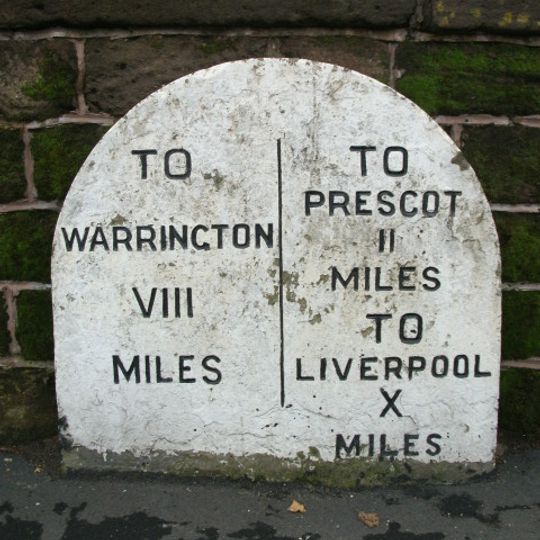 TO
WARRINGTON
VIII
MILES
TO
PRESCOT
II
MILES
TO
LIVERPOOL
X
MILES